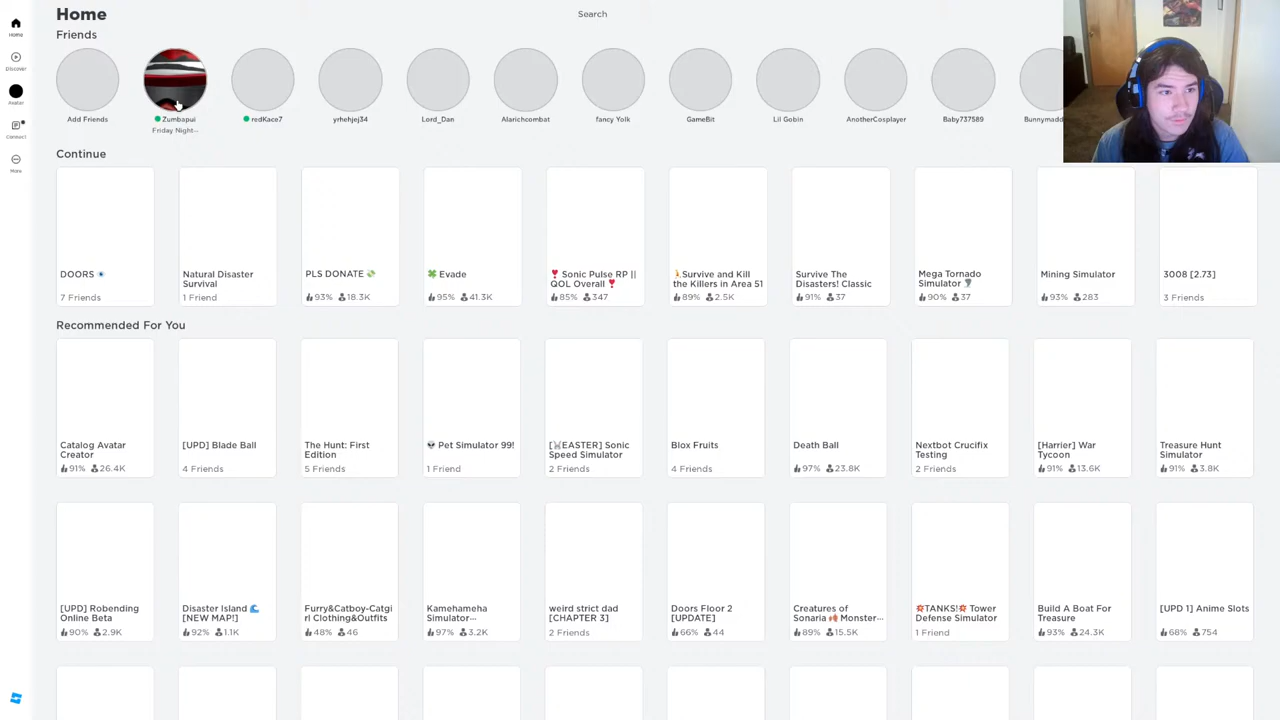 Home
Search
Home
Friends
Discover
Avatar
Connect
More
Add Friends
Zumbapui
Friday Night...
redKace7
yrhehjej34
Lord_Dan
Alarichcombat
fancy Yolk
GameBit
Lil Gobin
AnotherCosplayer
Baby737589
Bunnymadd
Continue
DOORS 👁️
7 Friends
Natural Disaster
Survival
1 Friend
PLS DONATE 💸
93% 18.3K
🍀 Evade
95% 41.3K
❣️ Sonic Pulse RP ||
QOL Overall ❣️
85% 347
Survive and Kill
the Killers in Area 51
89% 2.5K
Survive The
Disasters! Classic
91% 37
Mega Tornado
Simulator 🌪️
90% 37
Mining Simulator
93% 283
3008 [2.73]
3 Friends
Recommended For You
Catalog Avatar
Creator
91% 26.4K
[UPD] Blade Ball
4 Friends
The Hunt: First
Edition
5 Friends
👽 Pet Simulator 99!
1 Friend
[🐰EASTER] Sonic
Speed Simulator
2 Friends
Blox Fruits
4 Friends
Death Ball
97% 23.8K
Nextbot Crucifix
Testing
2 Friends
[Harrier] War
Tycoon
91% 13.6K
Treasure Hunt
Simulator
91% 3.8K
[UPD] Robending
Online Beta
90% 2.9K
Disaster Island 🌊
[NEW MAP!]
92% 1.1K
Furry&Catboy-Catgi
rl Clothing&Outfits
48% 46
Kamehameha
Simulator...
97% 3.2K
weird strict dad
[CHAPTER 3]
2 Friends
Doors Floor 2
[UPDATE]
66% 44
Creatures of
Sonaria Monster...
89% 15.5K
💥TANKS!💥 Tower
Defense Simulator
1 Friend
Build A Boat For
Treasure
93% 24.3K
[UPD 1] Anime Slots
68% 754